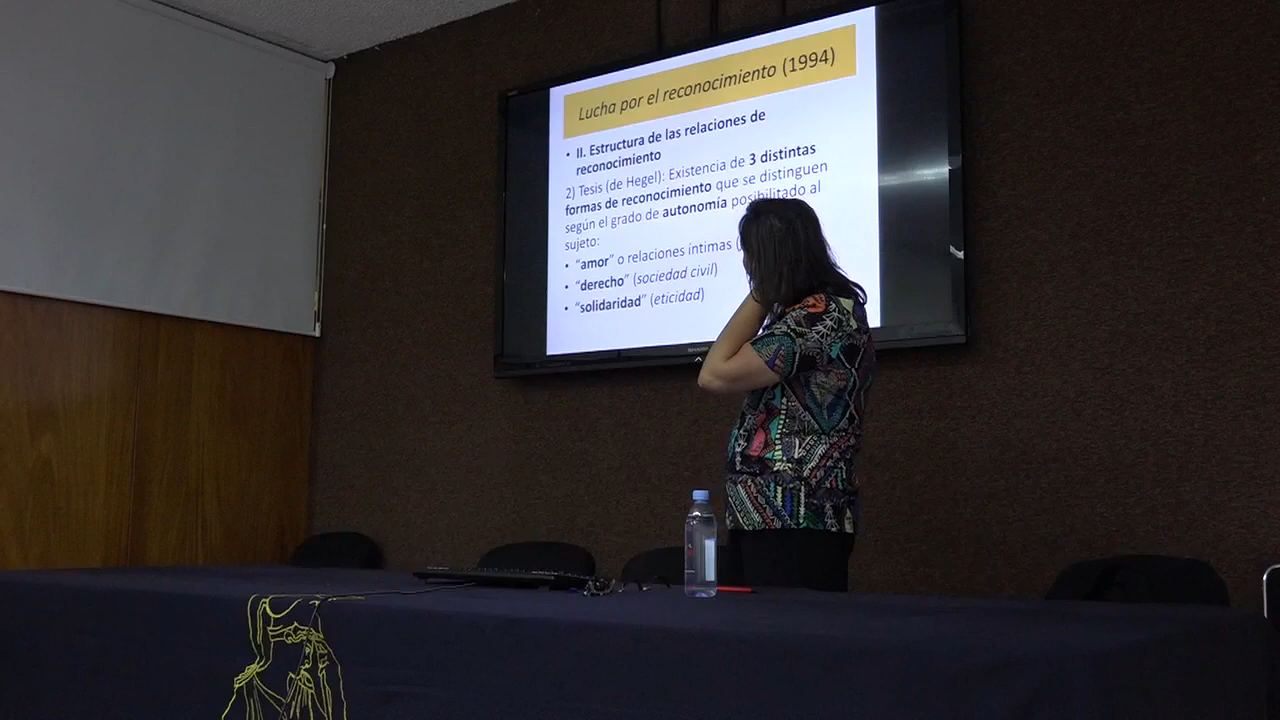 Lucha por el reconocimiento (1994)
• II. Estructura de las relaciones de
reconocimiento
2) Tesis (de Hegel): Existencia de 3 distintas
formas de reconocimiento que se distinguen
según el grado de autonomía posibilitado al
sujeto:
• “amor” o relaciones íntimas (
• “derecho” (sociedad civil)
• “solidaridad” (eticidad)